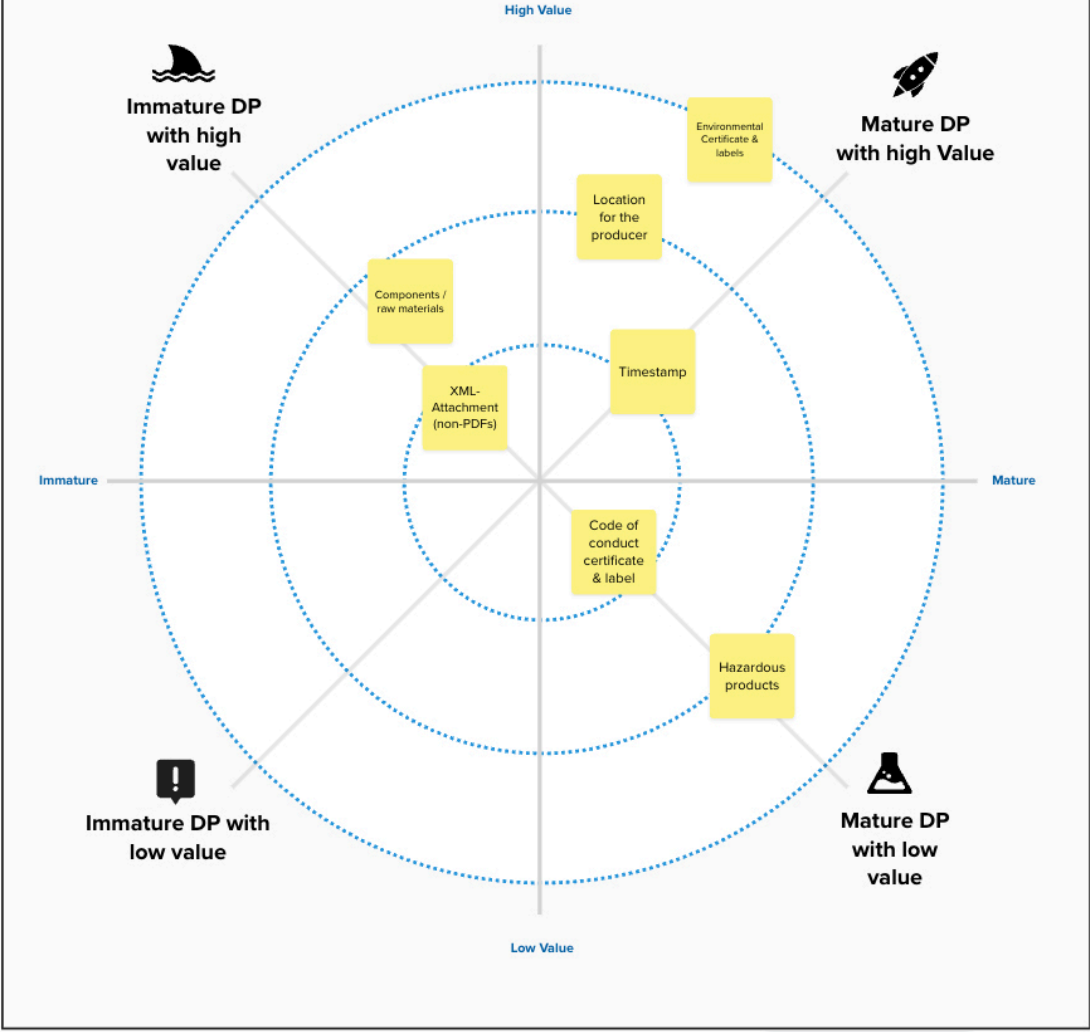 High Value
Immature DP
with high
value
Mature DP
with high Value
Environmental
Certificate &
labels
Location
for the
producer
Components /
raw materials
Timestamp
XML-
Attachment
(non-PDFs)
Immature
Mature
Code of
conduct
certificate
& label
Hazardous
products
Immature DP with
low value
Mature DP
with low
value
Low Value